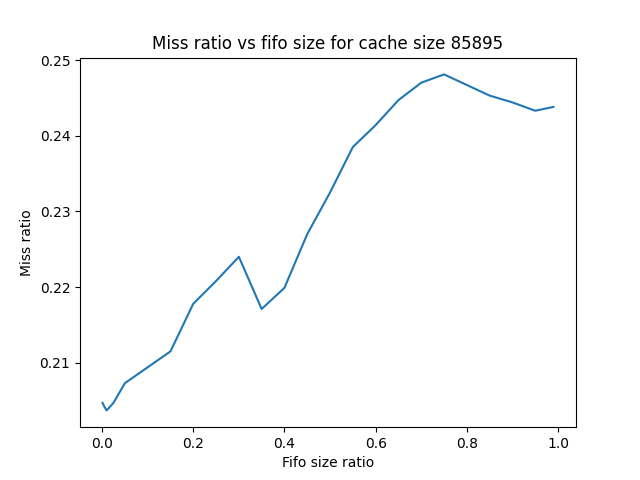 Miss ratio vs fifo size for cache size 85895
0.25
0.24
0.23
0.22
0.21
Miss ratio
0.0 0.2 0.4 0.6 0.8 1.0
Fifo size ratio